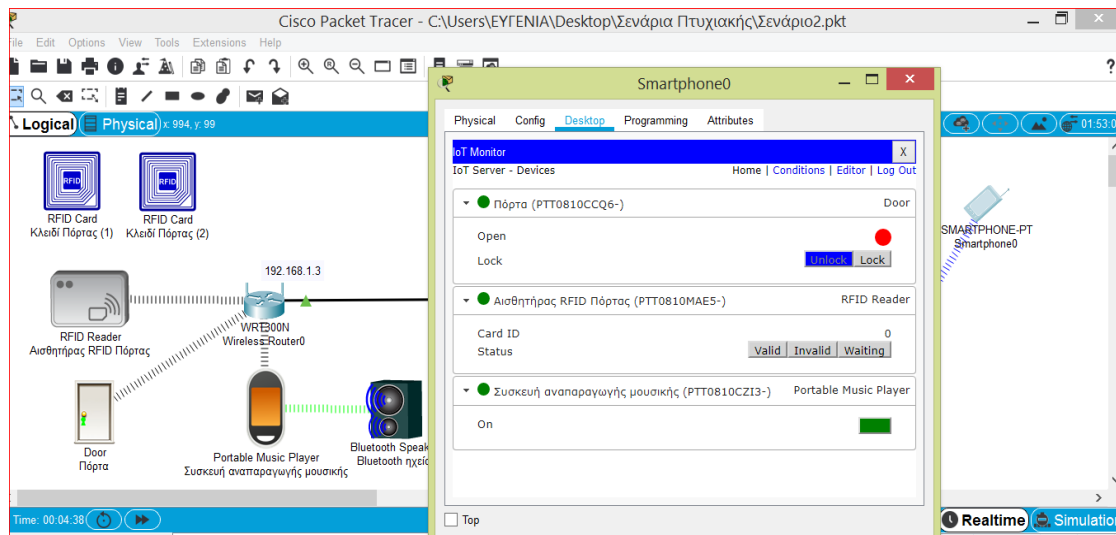 Cisco Packet Tracer - C:\Users\ΕΥΓΕΝΙΑ\Desktop\Σενάρια Πτυχιακής\Σενάριο2.pkt
Edit Options View Tools Extensions Help
?
Logical Physical x: 994, y: 99
RFID
RFID
RFID Card
Κλειδί Πόρτας (1)
RFID Card
Κλειδί Πόρτας (2)
192.168.1.3
RFID Reader
Αισθητήρας RFID Πόρτας
WRT300N
Wireless Router0
Door
Πόρτα
Portable Music Player
Συσκευή αναπαραγωγής μουσικής
Bluetooth
Bluetooth
Time: 00:04:38
Smartphone0
Physical Config Desktop Programming Attributes
IoT Monitor X
IoT Server - Devices Home | Conditions | Editor | Log Out
Πόρτα (PTT0810CCQ6-) Door
Open
Lock Unlock Lock
Αισθητήρας RFID Πόρτας (PTT0810MAE5-) RFID Reader
Card ID 0
Status Valid Invalid Waiting
Συσκευή αναπαραγωγής μουσικής (PTT0810CZI3-) Portable Music Player
On
Top
01:53:0
SMARTPHONE-PT
Smartphone0
Realtime Simulation